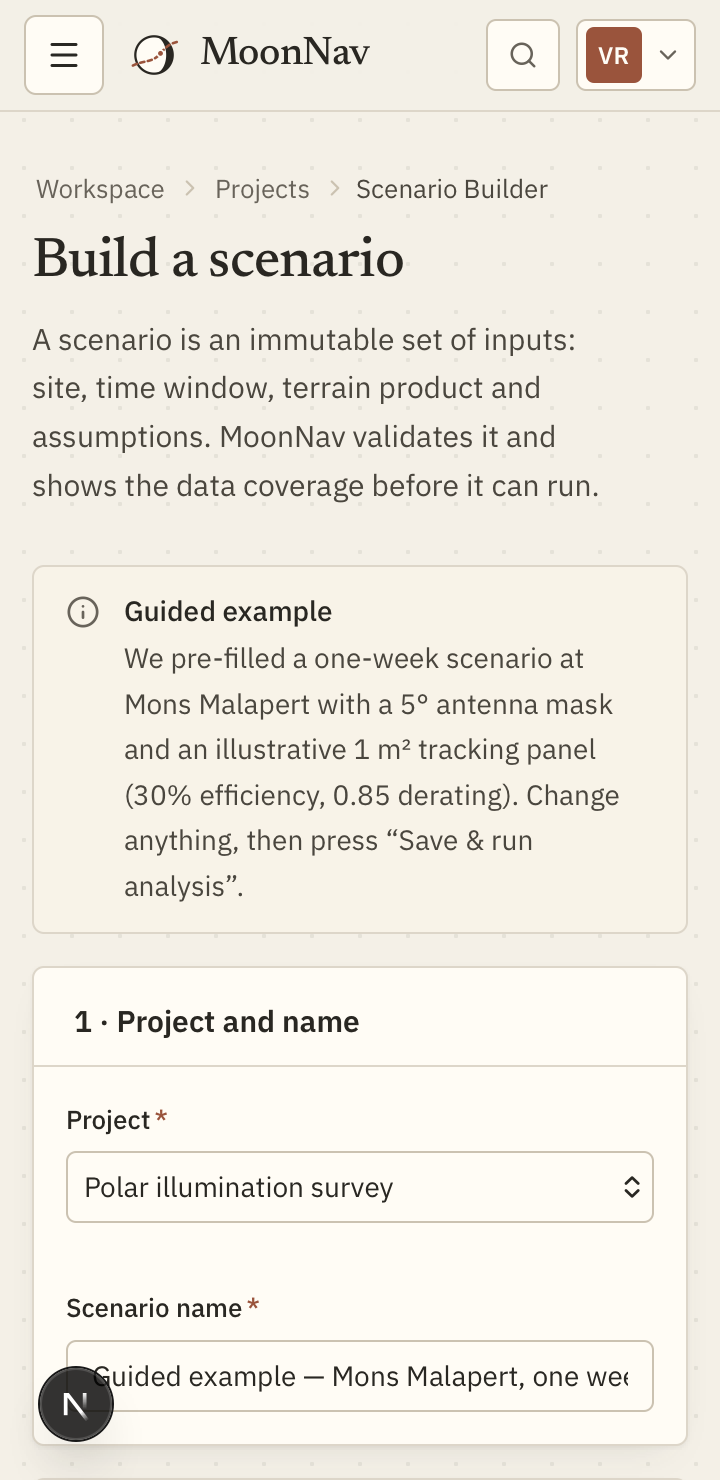 MoonNav
VR
Workspace > Projects > Scenario Builder
Build a scenario
A scenario is an immutable set of inputs:
site, time window, terrain product and
assumptions. MoonNav validates it and
shows the data coverage before it can run.
Guided example
We pre-filled a one-week scenario at
Mons Malapert with a 5° antenna mask
and an illustrative 1 m² tracking panel
(30% efficiency, 0.85 derating). Change
anything, then press “Save & run
analysis”.
1 · Project and name
Project *
Polar illumination survey
Scenario name *
Guided example — Mons Malapert, one wee
N